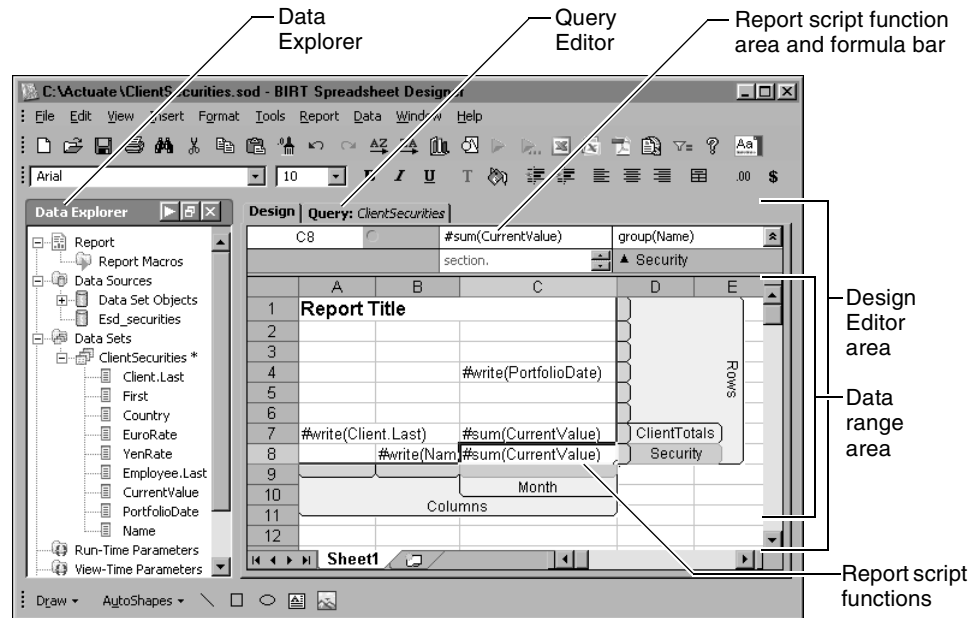 Data
Explorer
Query
Editor
Report script function
area and formula bar
C:\Actuate\ClientSecurities.sod - BIRT Spreadsheet Designer
File Edit View Insert Format Tools Report Data Window Help
Arial 10 B I U T .00 $
Data Explorer
Design Query: ClientSecurities
C8 #sum(CurrentValue) group(Name)
section. Security
Report
Report Macros
Data Sources
Data Set Objects
Esd_securities
Data Sets
ClientSecurities *
Client.Last
First
Country
EuroRate
YenRate
Employee.Last
CurrentValue
PortfolioDate
Name
Run-Time Parameters
View-Time Parameters
A B C D E
1 Report Title
2
3
4 #write(PortfolioDate)
5
6
7 #write(Client.Last) #sum(CurrentValue) ClientTotals
8 #write(Nam #sum(CurrentValue) Security
9
10 Month
11 Columns
12
Rows
Sheet1
Draw AutoShapes
Design
Editor
area
Data
range
area
Report script
functions